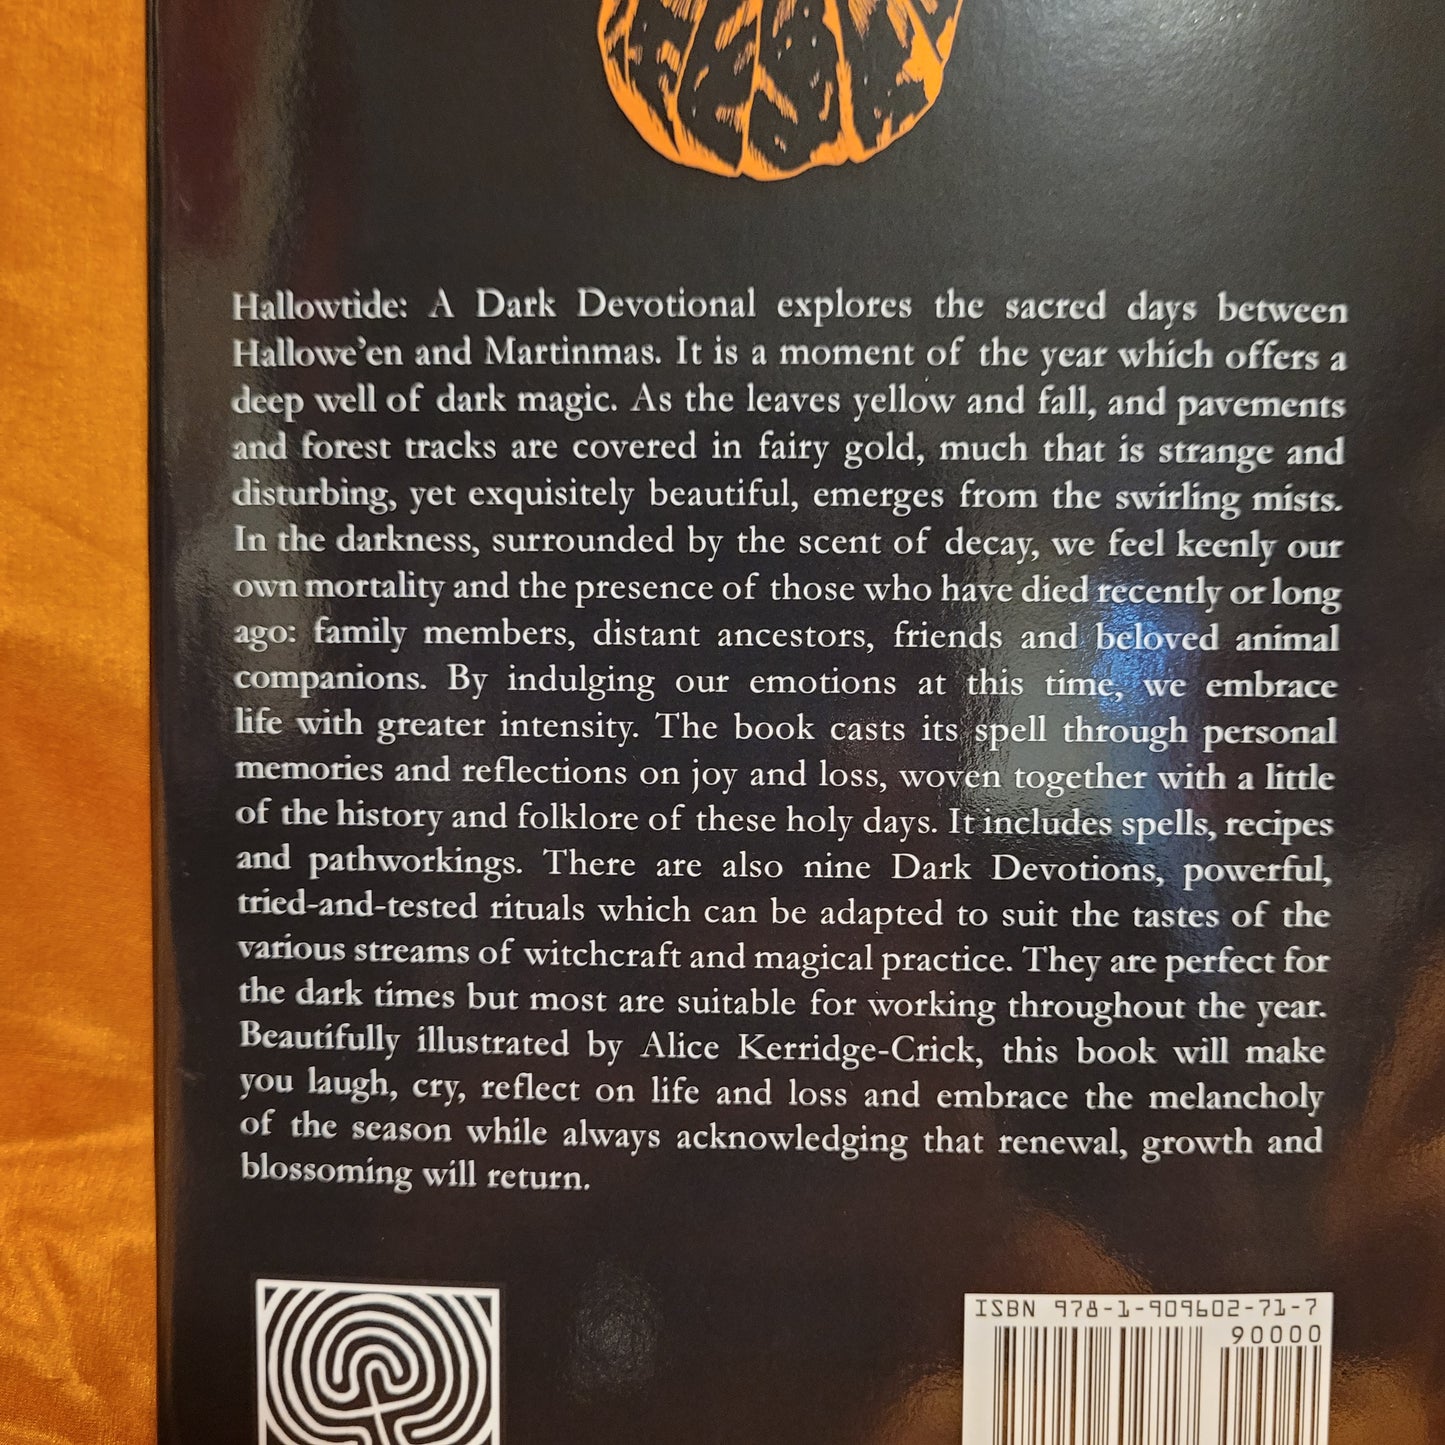 Hallowtide: A Dark Devotional explores the sacred days between
Hallowe'en and Martinmas. It is a moment of the year which offers a
deep well of dark magic. As the leaves yellow and fall, and pavements
and forest tracks are covered in fairy gold, much that is strange and
disturbing, yet exquisitely beautiful, emerges from the swirling mists.
In the darkness, surrounded by the scent of decay, we feel keenly our
own mortality and the presence of those who have died recently or long
ago: family members, distant ancestors, friends and beloved animal
companions. By indulging our emotions at this time, we embrace
life with greater intensity. The book casts its spell through personal
memories and reflections on joy and loss, woven together with a little
of the history and folklore of these holy days. It includes spells, recipes
and pathworkings. There are also nine Dark Devotions, powerful,
tried-and-tested rituals which can be adapted to suit the tastes of the
various streams of witchcraft and magical practice. They are perfect for
the dark times but most are suitable for working throughout the year.
Beautifully illustrated by Alice Kerridge-Crick, this book will make
you laugh, cry, reflect on life and loss and embrace the melancholy
of the season while always acknowledging that renewal, growth and
blossoming will return.
ISBN 978-1-909602-71-7
90000